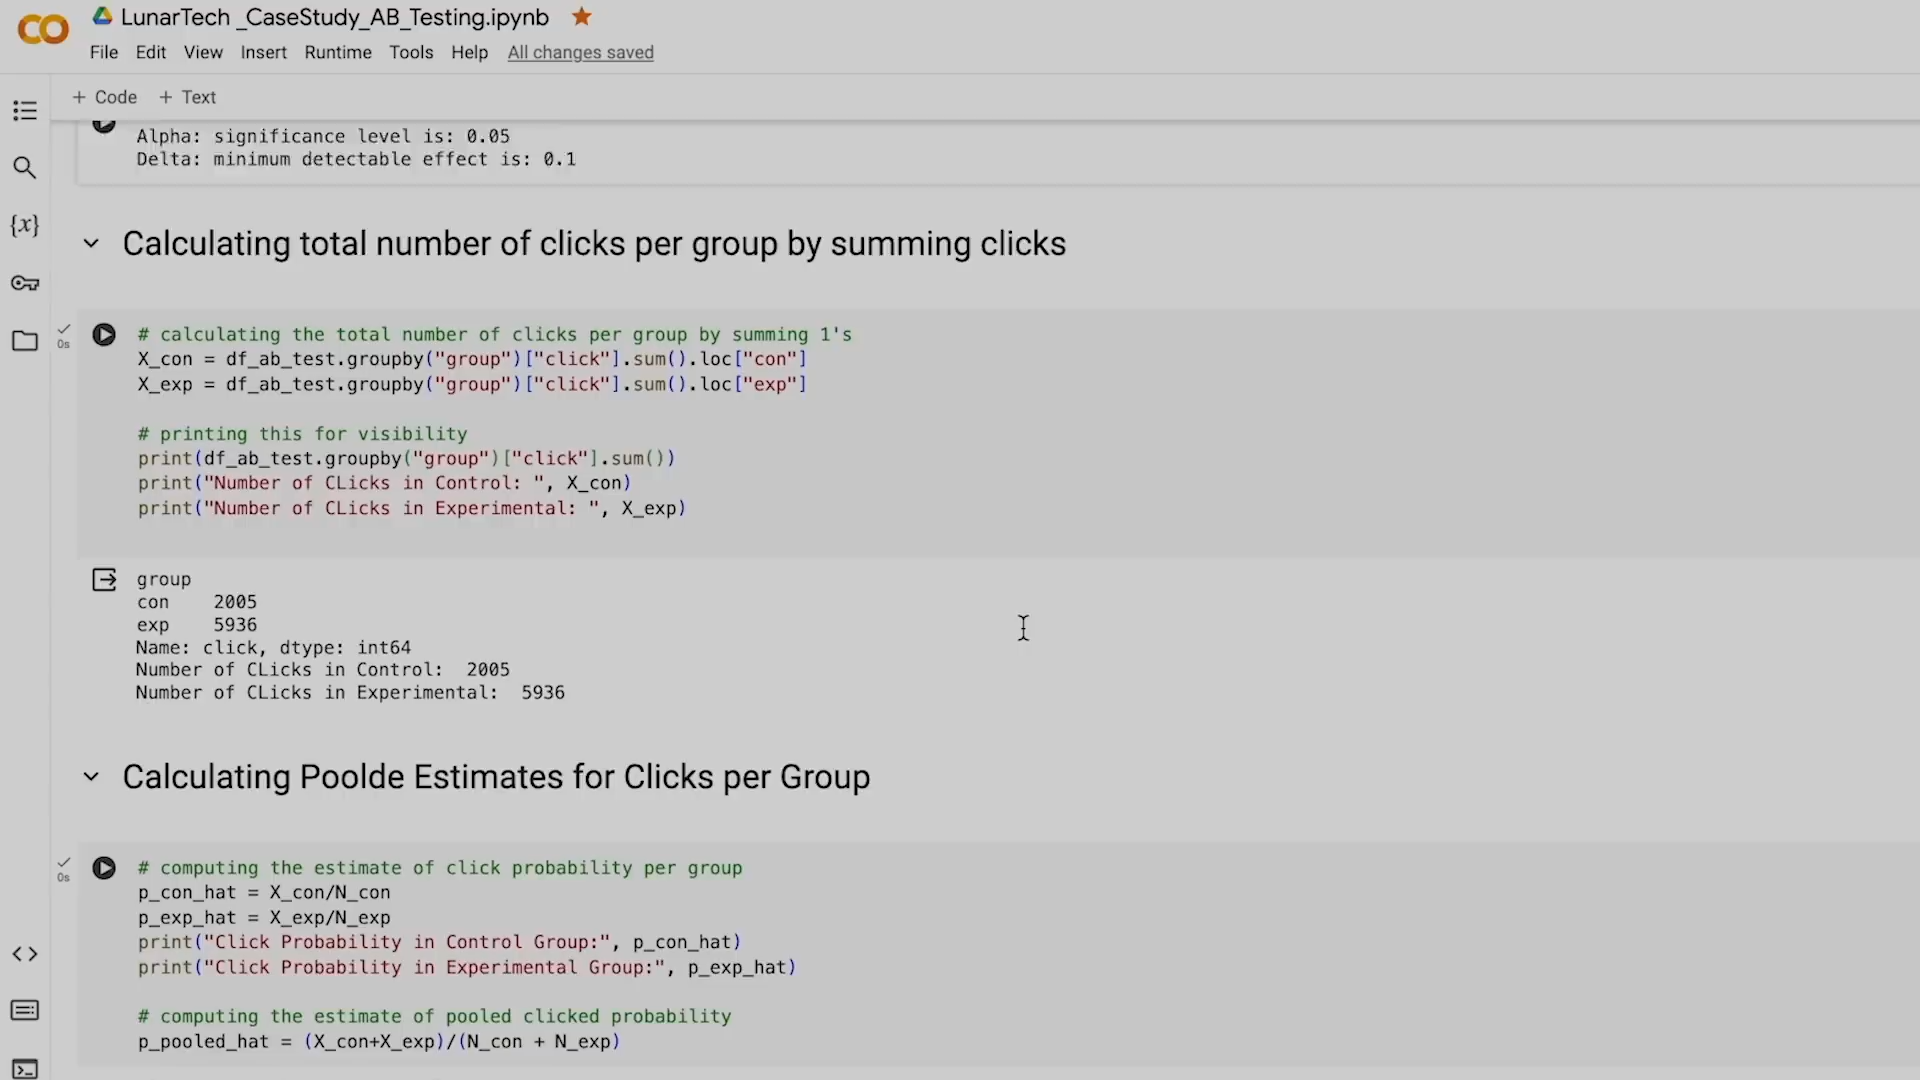 LunarTech _CaseStudy_AB_Testing.ipynb
File Edit View Insert Runtime Tools Help All changes saved
+ Code + Text
Alpha: significance level is: 0.05
Delta: minimum detectable effect is: 0.1
Calculating total number of clicks per group by summing clicks
0s
# calculating the total number of clicks per group by summing 1's
X_con = df_ab_test.groupby("group")["click"].sum().loc["con"]
X_exp = df_ab_test.groupby("group")["click"].sum().loc["exp"]
# printing this for visibility
print(df_ab_test.groupby("group")["click"].sum())
print("Number of CLicks in Control: ", X_con)
print("Number of CLicks in Experimental: ", X_exp)
group
con 2005
exp 5936
Name: click, dtype: int64
Number of CLicks in Control:  2005
Number of CLicks in Experimental:  5936
Calculating Poolde Estimates for Clicks per Group
0s
# computing the estimate of click probability per group
p_con_hat = X_con/N_con
p_exp_hat = X_exp/N_exp
print("Click Probability in Control Group:", p_con_hat)
print("Click Probability in Experimental Group:", p_exp_hat)
# computing the estimate of pooled clicked probability
p_pooled_hat = (X_con+X_exp)/(N_con + N_exp)